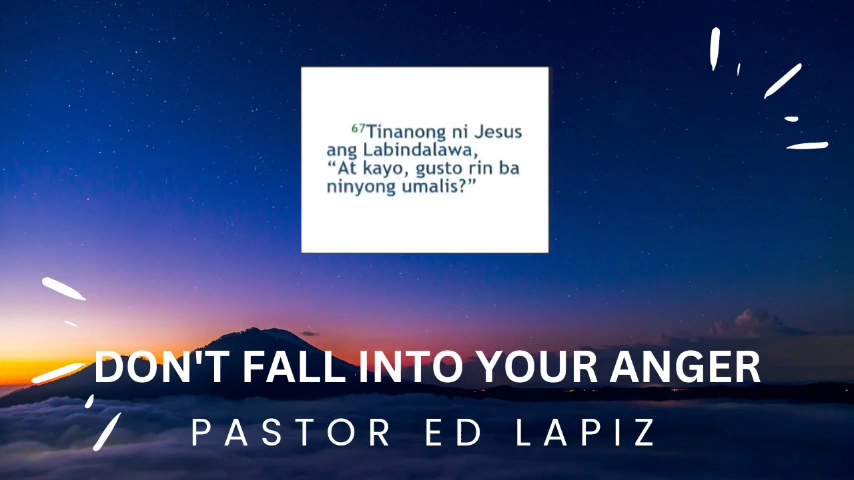 67Tinanong ni Jesus
ang Labindalawa,
“At kayo, gusto rin ba
ninyong umalis?”
DON'T FALL INTO YOUR ANGER
PASTOR ED LAPIZ